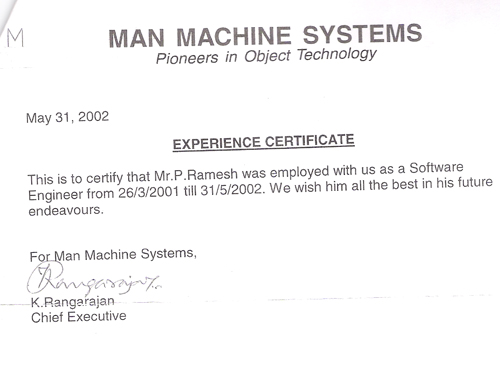 M
MAN MACHINE SYSTEMS
Pioneers in Object Technology
May 31, 2002
EXPERIENCE CERTIFICATE
This is to certify that Mr.P.Ramesh was employed with us as a Software
Engineer from 26/3/2001 till 31/5/2002. We wish him all the best in his future
endeavours.
For Man Machine Systems,
Rangarajan
K.Rangarajan
Chief Executive